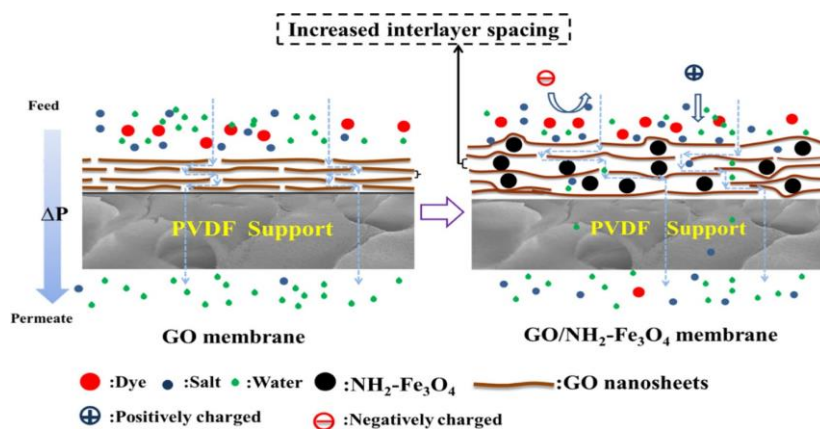 Increased interlayer spacing
Feed
ΔP
PVDF Support
PVDF Support
Permeate
GO membrane
GO/NH₂-Fe₃O₄ membrane
:Dye :Salt :Water :NH₂-Fe₃O₄ :GO nanosheets
:Positively charged :Negatively charged